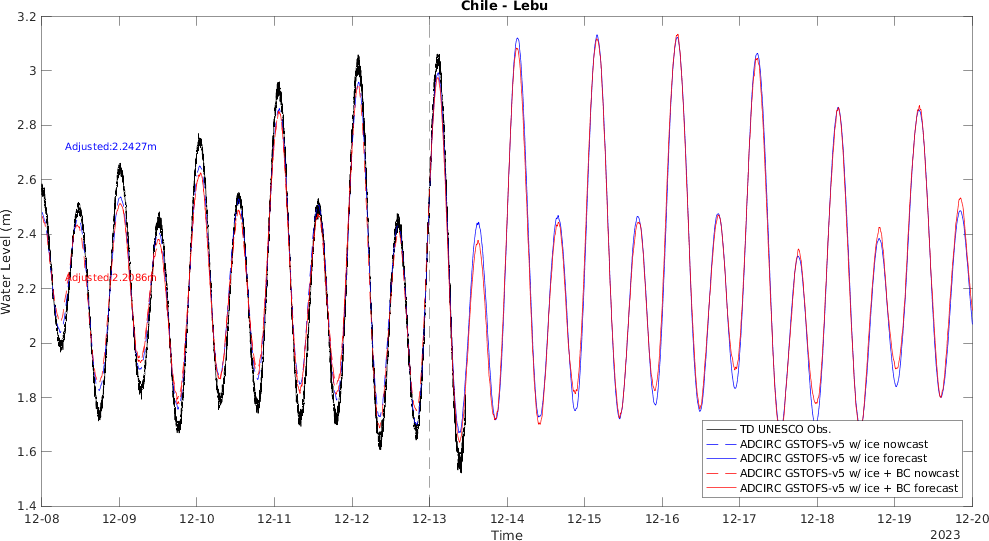 Chile - Lebu
3.2
3
2.8
2.6
2.4
2.2
2
1.8
1.6
1.4
Water Level (m)
Adjusted:2.2427m
Adjusted:2.2086m
TD UNESCO Obs.
ADCIRC GSTOFS-v5 w/ ice nowcast
ADCIRC GSTOFS-v5 w/ ice forecast
ADCIRC GSTOFS-v5 w/ ice + BC nowcast
ADCIRC GSTOFS-v5 w/ ice + BC forecast
12-08 12-09 12-10 12-11 12-12 12-13 12-14 12-15 12-16 12-17 12-18 12-19 12-20
Time
2023